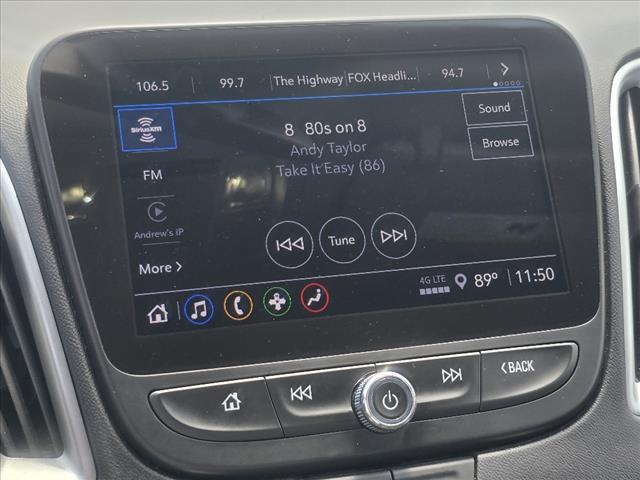 106.5 99.7 The Highway FOX Headli... 94.7
SiriusXM
8 80s on 8
Sound
Andy Taylor
Browse
Take It Easy (86)
FM
Andrew's iP
Tune
More
4G LTE 89° 11:50
BACK